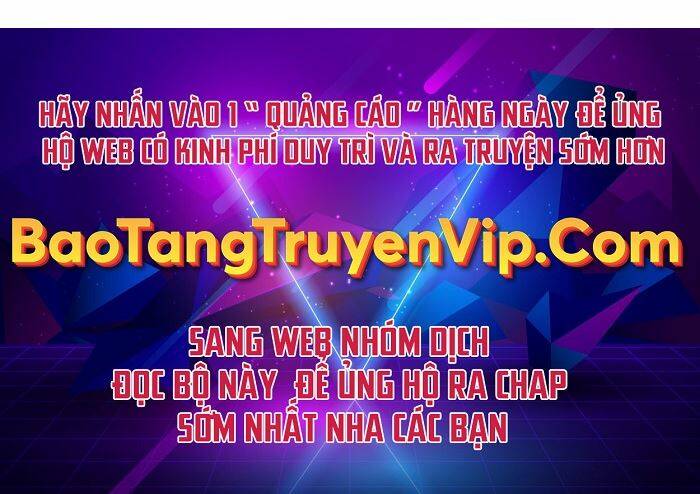 HÃY NHẤN VÀO 1 “ QUẢNG CÁO ” HÀNG NGÀY ĐỂ ỦNG
HỘ WEB CÓ KINH PHÍ DUY TRÌ VÀ RA TRUYỆN SỚM HƠN
BaoTangTruyenVip.Com
SANG WEB NHÓM DỊCH
ĐỌC BỘ NÀY ĐỂ ỦNG HỘ RA CHAP
SỚM NHẤT NHA CÁC BẠN